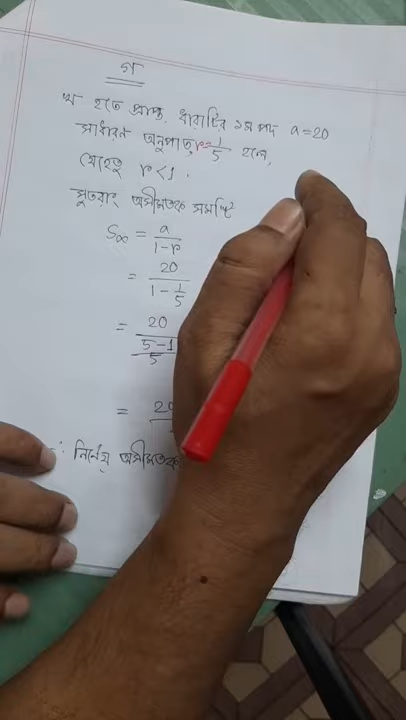 গ
খ হতে প্রাপ্ত, ধারাটির ১ম পদ a = 20
সাধারণ অনুপাত, r = 1/5 হলে,
যেহেতু r < 1.
সুতরাং অসীমতক সমষ্টি
S∞ = a/(1-r)
= 20/(1 - 1/5)
= 20/((5-1)/5)
= 20
∴ নির্নেয় অসীমতক